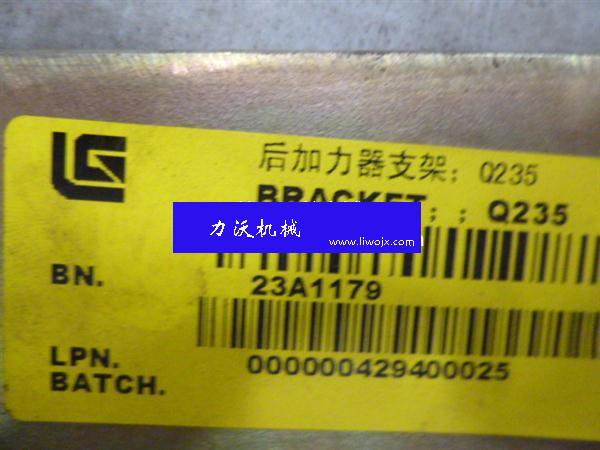 后加力器支架; Q235
BRACKET; ; Q235
力沃机械
www.liwojx.com
BN.
23A1179
LPN.
000000429400025
BATCH.